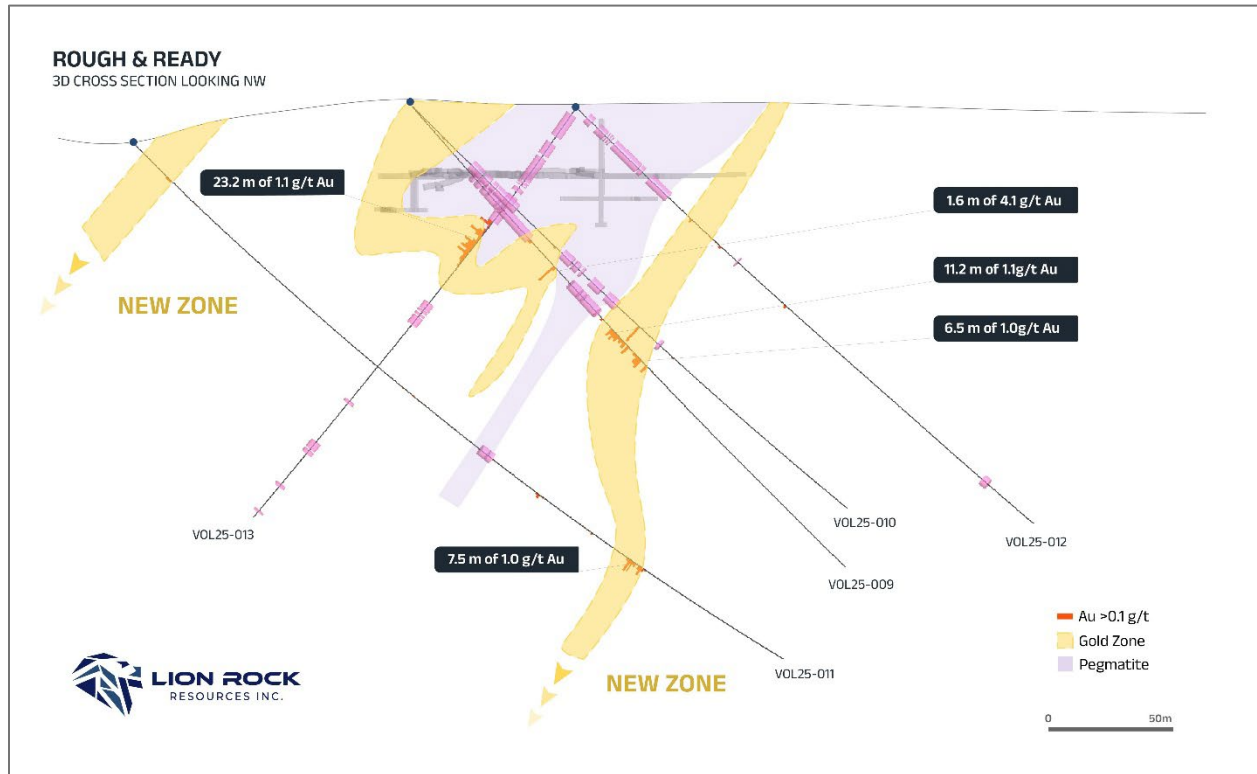 ROUGH & READY
3D CROSS SECTION LOOKING NW
23.2 m of 1.1 g/t Au
1.6 m of 4.1 g/t Au
11.2 m of 1.1g/t Au
6.5 m of 1.0g/t Au
NEW ZONE
VOL25-013
VOL25-010
VOL25-012
VOL25-009
7.5 m of 1.0 g/t Au
VOL25-011
NEW ZONE
Au >0.1 g/t
Gold Zone
Pegmatite
LION ROCK
RESOURCES INC.
0 50m